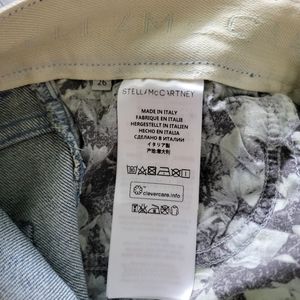 26
STELLA McCARTNEY
MADE IN ITALY
FABRIQUE EN ITALIE
HERGESTELLT IN ITALIEN
HECHO EN ITALIA
СДЕЛАНО В ИТАЛИИ
イタリア製
产地:意大利
clevercare.info